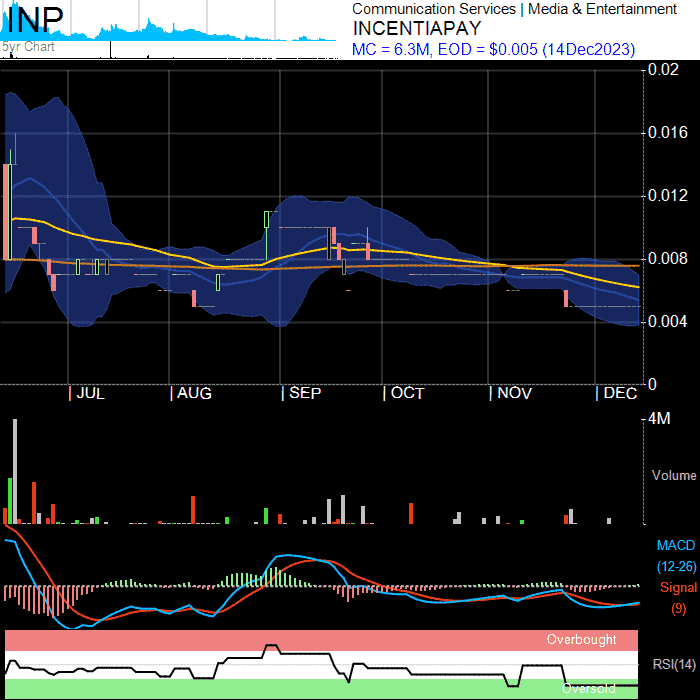 INP
5yr Chart
Communication Services | Media & Entertainment
INCENTIAPAY
MC = 6.3M, EOD = $0.005 (14Dec2023)
0.02
0.016
0.012
0.008
0.004
0
JUL AUG SEP OCT NOV DEC
4M
Volume
MACD
(12-26)
Signal
(9)
Overbought
RSI(14)
Oversold